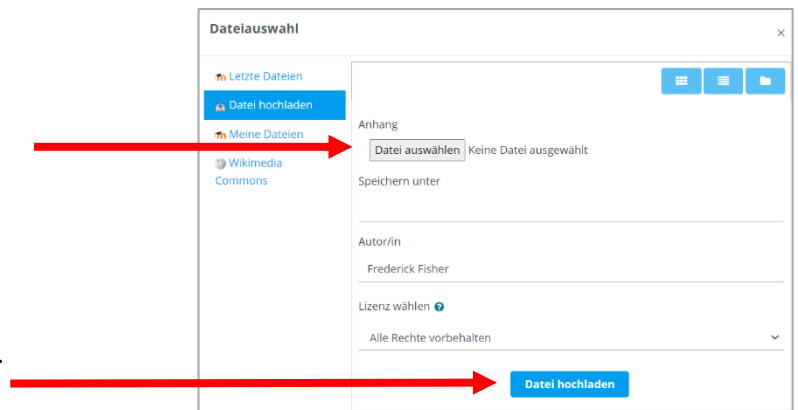 Dateiauswahl
×
Letzte Dateien
Datei hochladen
Meine Dateien
Wikimedia
Commons
Anhang
Datei auswählen Keine Datei ausgewählt
Speichern unter
Autor/in
Frederick Fisher
Lizenz wählen
Alle Rechte vorbehalten
Datei hochladen
.